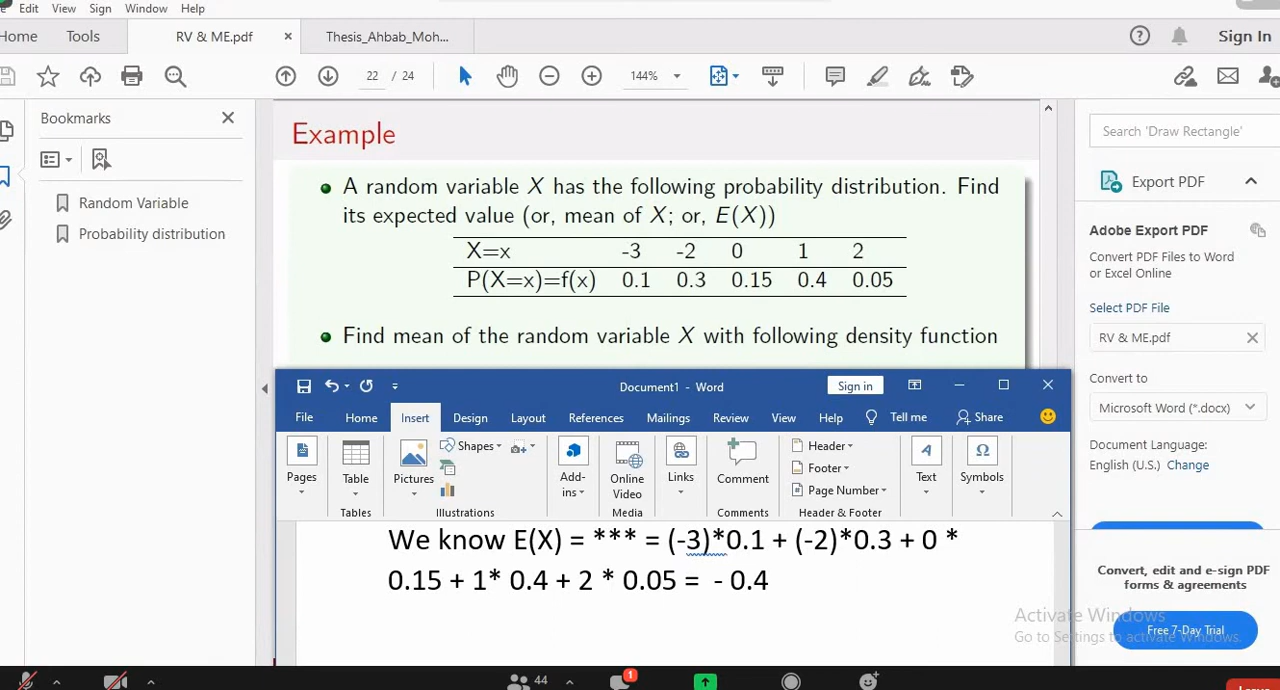 Edit View Sign Window Help
Home Tools RV & ME.pdf × Thesis_Ahbab_Moh... Sign In
22 / 24 144%
Bookmarks
Random Variable
Probability distribution
Example
A random variable X has the following probability distribution. Find
its expected value (or, mean of X; or, E(X))
X=x -3 -2 0 1 2
P(X=x)=f(x) 0.1 0.3 0.15 0.4 0.05
Find mean of the random variable X with following density function
Document1 - Word Sign in
File Home Insert Design Layout References Mailings Review View Help Tell me Share
Pages Table Pictures Shapes Add-ins Online Video Links Comment Header Footer Page Number Text Symbols
Tables Illustrations Media Comments Header & Footer
We know E(X) = *** = (-3)*0.1 + (-2)*0.3 + 0 *
0.15 + 1* 0.4 + 2 * 0.05 = - 0.4
Search 'Draw Rectangle'
Export PDF
Adobe Export PDF
Convert PDF Files to Word
or Excel Online
Select PDF File
RV & ME.pdf
Convert to
Microsoft Word (*.docx)
Document Language:
English (U.S.) Change
Convert, edit and e-sign PDF
forms & agreements
Free 7-Day Trial
Activate Windows
Go to Settings to activate Windows.
44 1